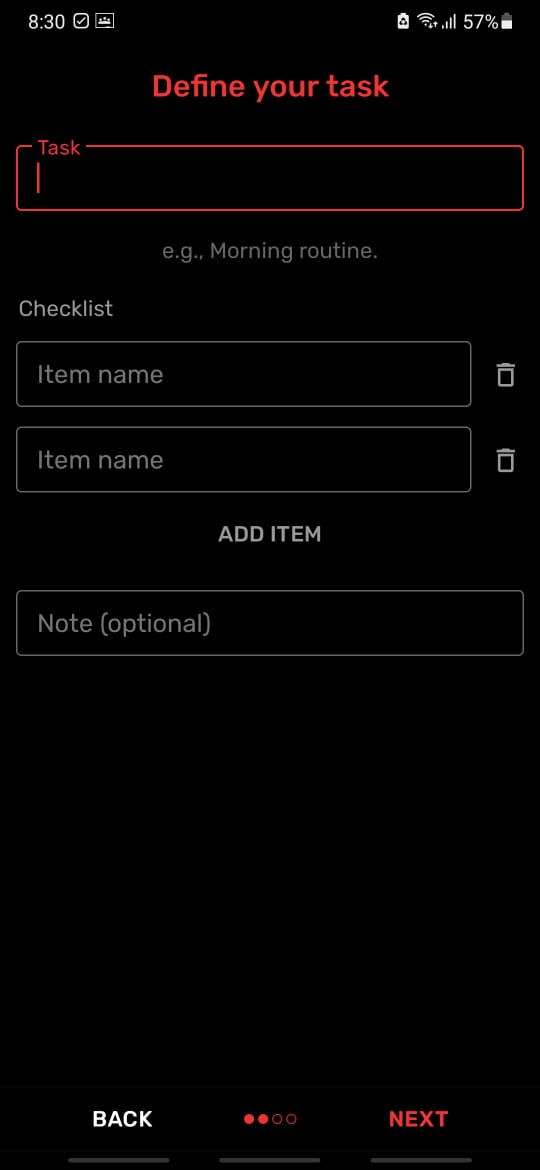 8:30 57%
Define your task
Task
e.g., Morning routine.
Checklist
Item name
Item name
ADD ITEM
Note (optional)
BACK NEXT